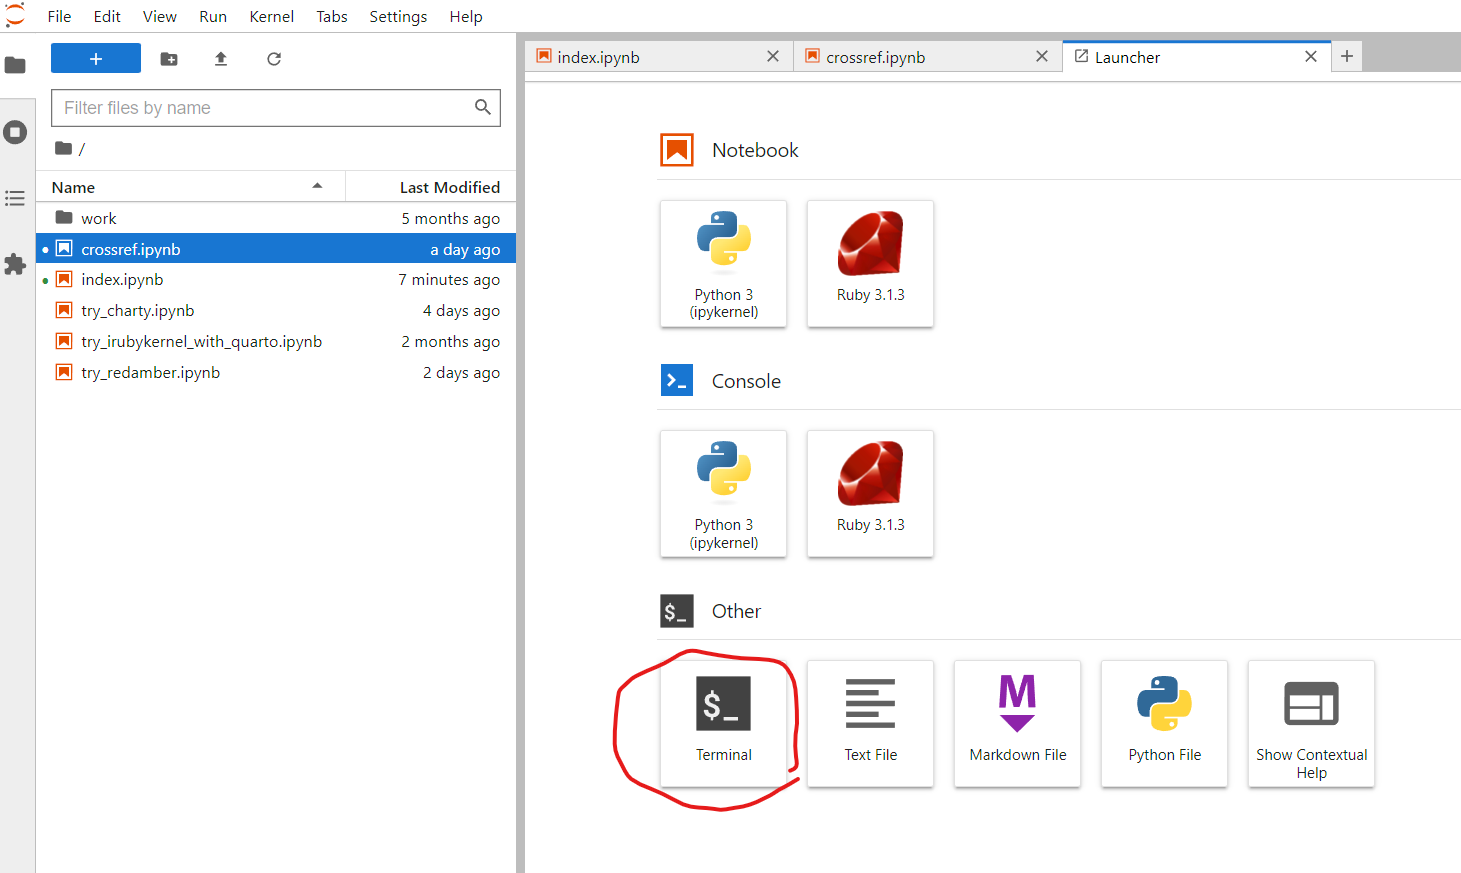 File Edit View Run Kernel Tabs Settings Help
+
Filter files by name
/
Name Last Modified
work 5 months ago
crossref.ipynb a day ago
index.ipynb 7 minutes ago
try_charty.ipynb 4 days ago
try_irubykernel_with_quarto.ipynb 2 months ago
try_redamber.ipynb 2 days ago
index.ipynb crossref.ipynb Launcher +
Notebook
Python 3
(ipykernel)
Ruby 3.1.3
Console
Python 3
(ipykernel)
Ruby 3.1.3
$_ Other
$_
Terminal
Text File
M
Markdown File
Python File
Show Contextual
Help